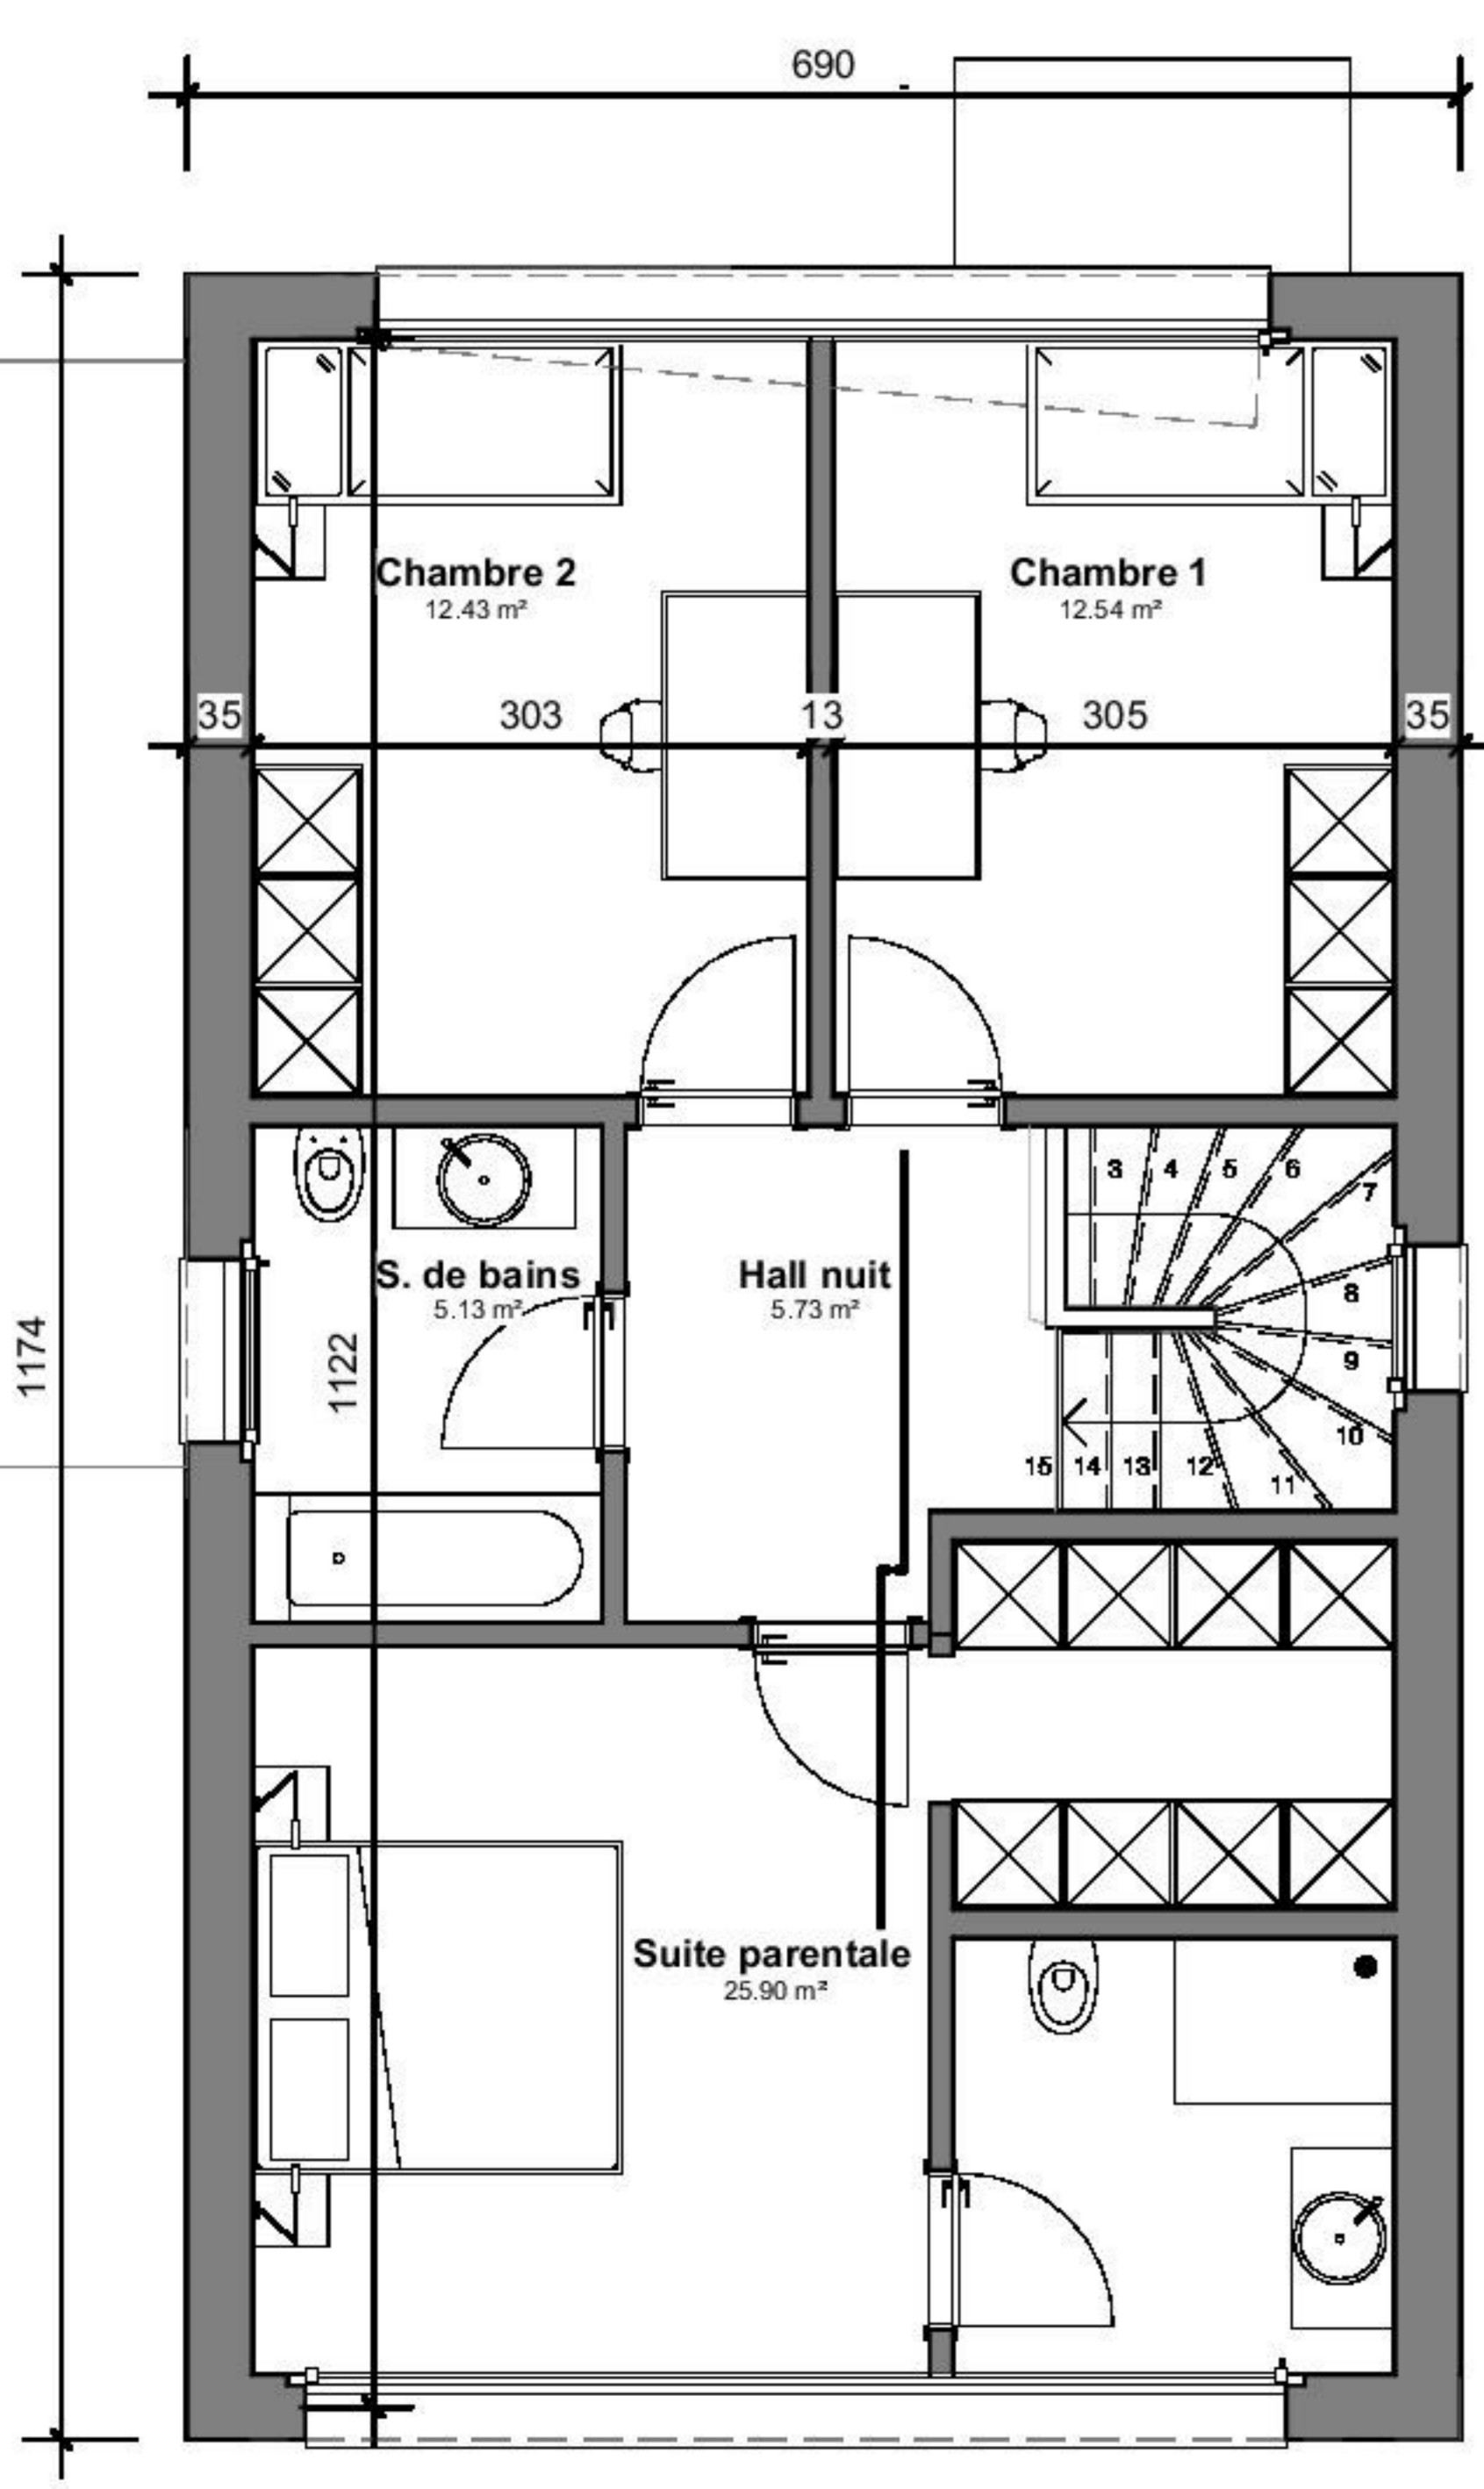 690
Chambre 2
12.43 m²
Chambre 1
12.54 m²
35
303
13
305
35
3
4
5
6
7
8
9
10
11
12
13
14
15
S. de bains
5.13 m²
Hall nuit
5.73 m²
1174
1122
Suite parentale
25.90 m²